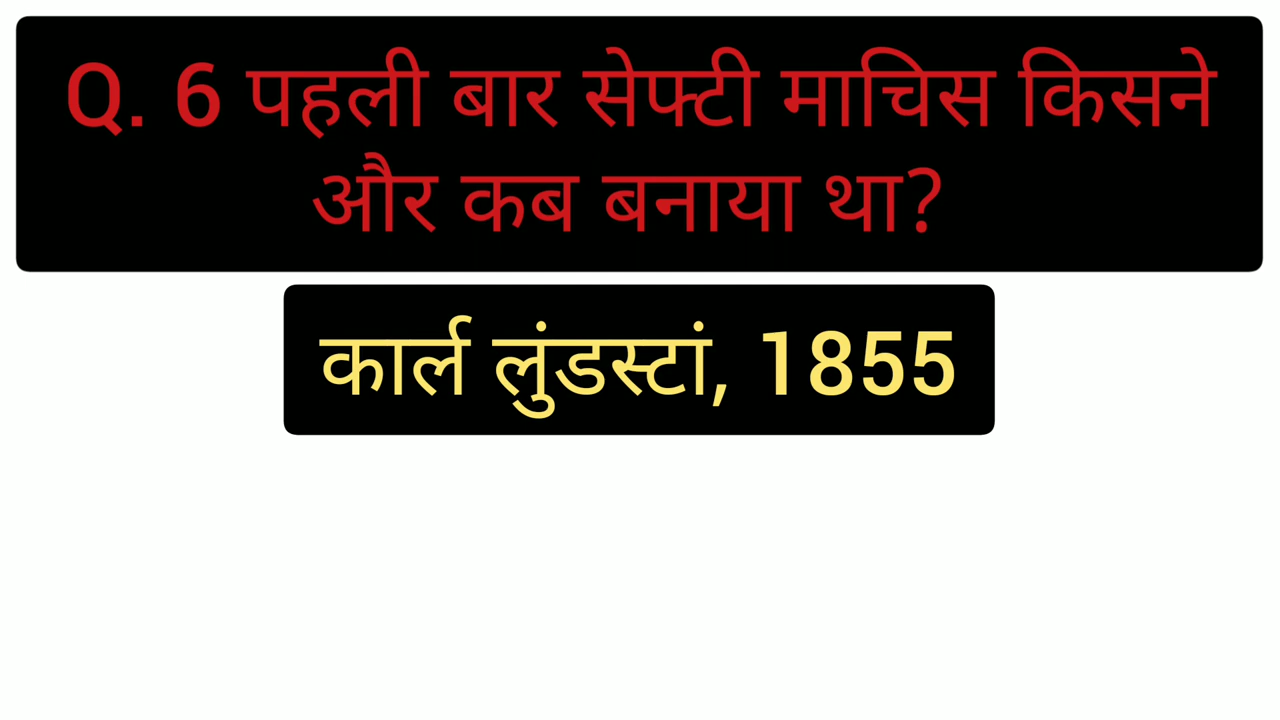 Q. 6 पहली बार सेफ्टी माचिस किसने
और कब बनाया था?
कार्ल लुंडस्टां, 1855